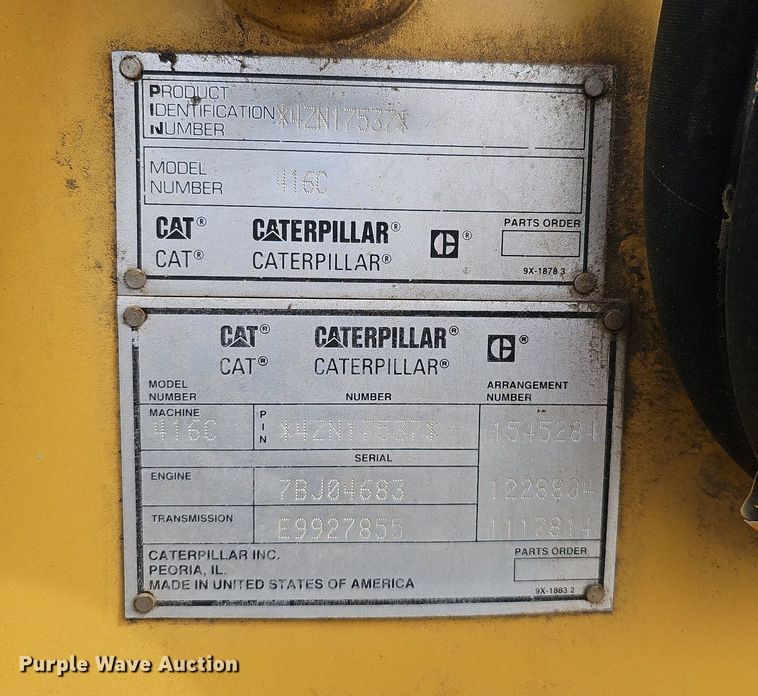 PRODUCT
IDENTIFICATION *4ZN17537*
NUMBER
MODEL
NUMBER 416C
CAT® CATERPILLAR® C® PARTS ORDER
CAT® CATERPILLAR®
9X-1878 3
CAT® CATERPILLAR® C®
CAT® CATERPILLAR®
MODEL NUMBER NUMBER ARRANGEMENT NUMBER
MACHINE 416C PIN *4ZN17537*
SERIAL
ENGINE 7BJ04683 1228804
TRANSMISSION E9927855
CATERPILLAR INC. PARTS ORDER
PEORIA, IL.
MADE IN UNITED STATES OF AMERICA 9X-1883 2
Purple Wave Auction